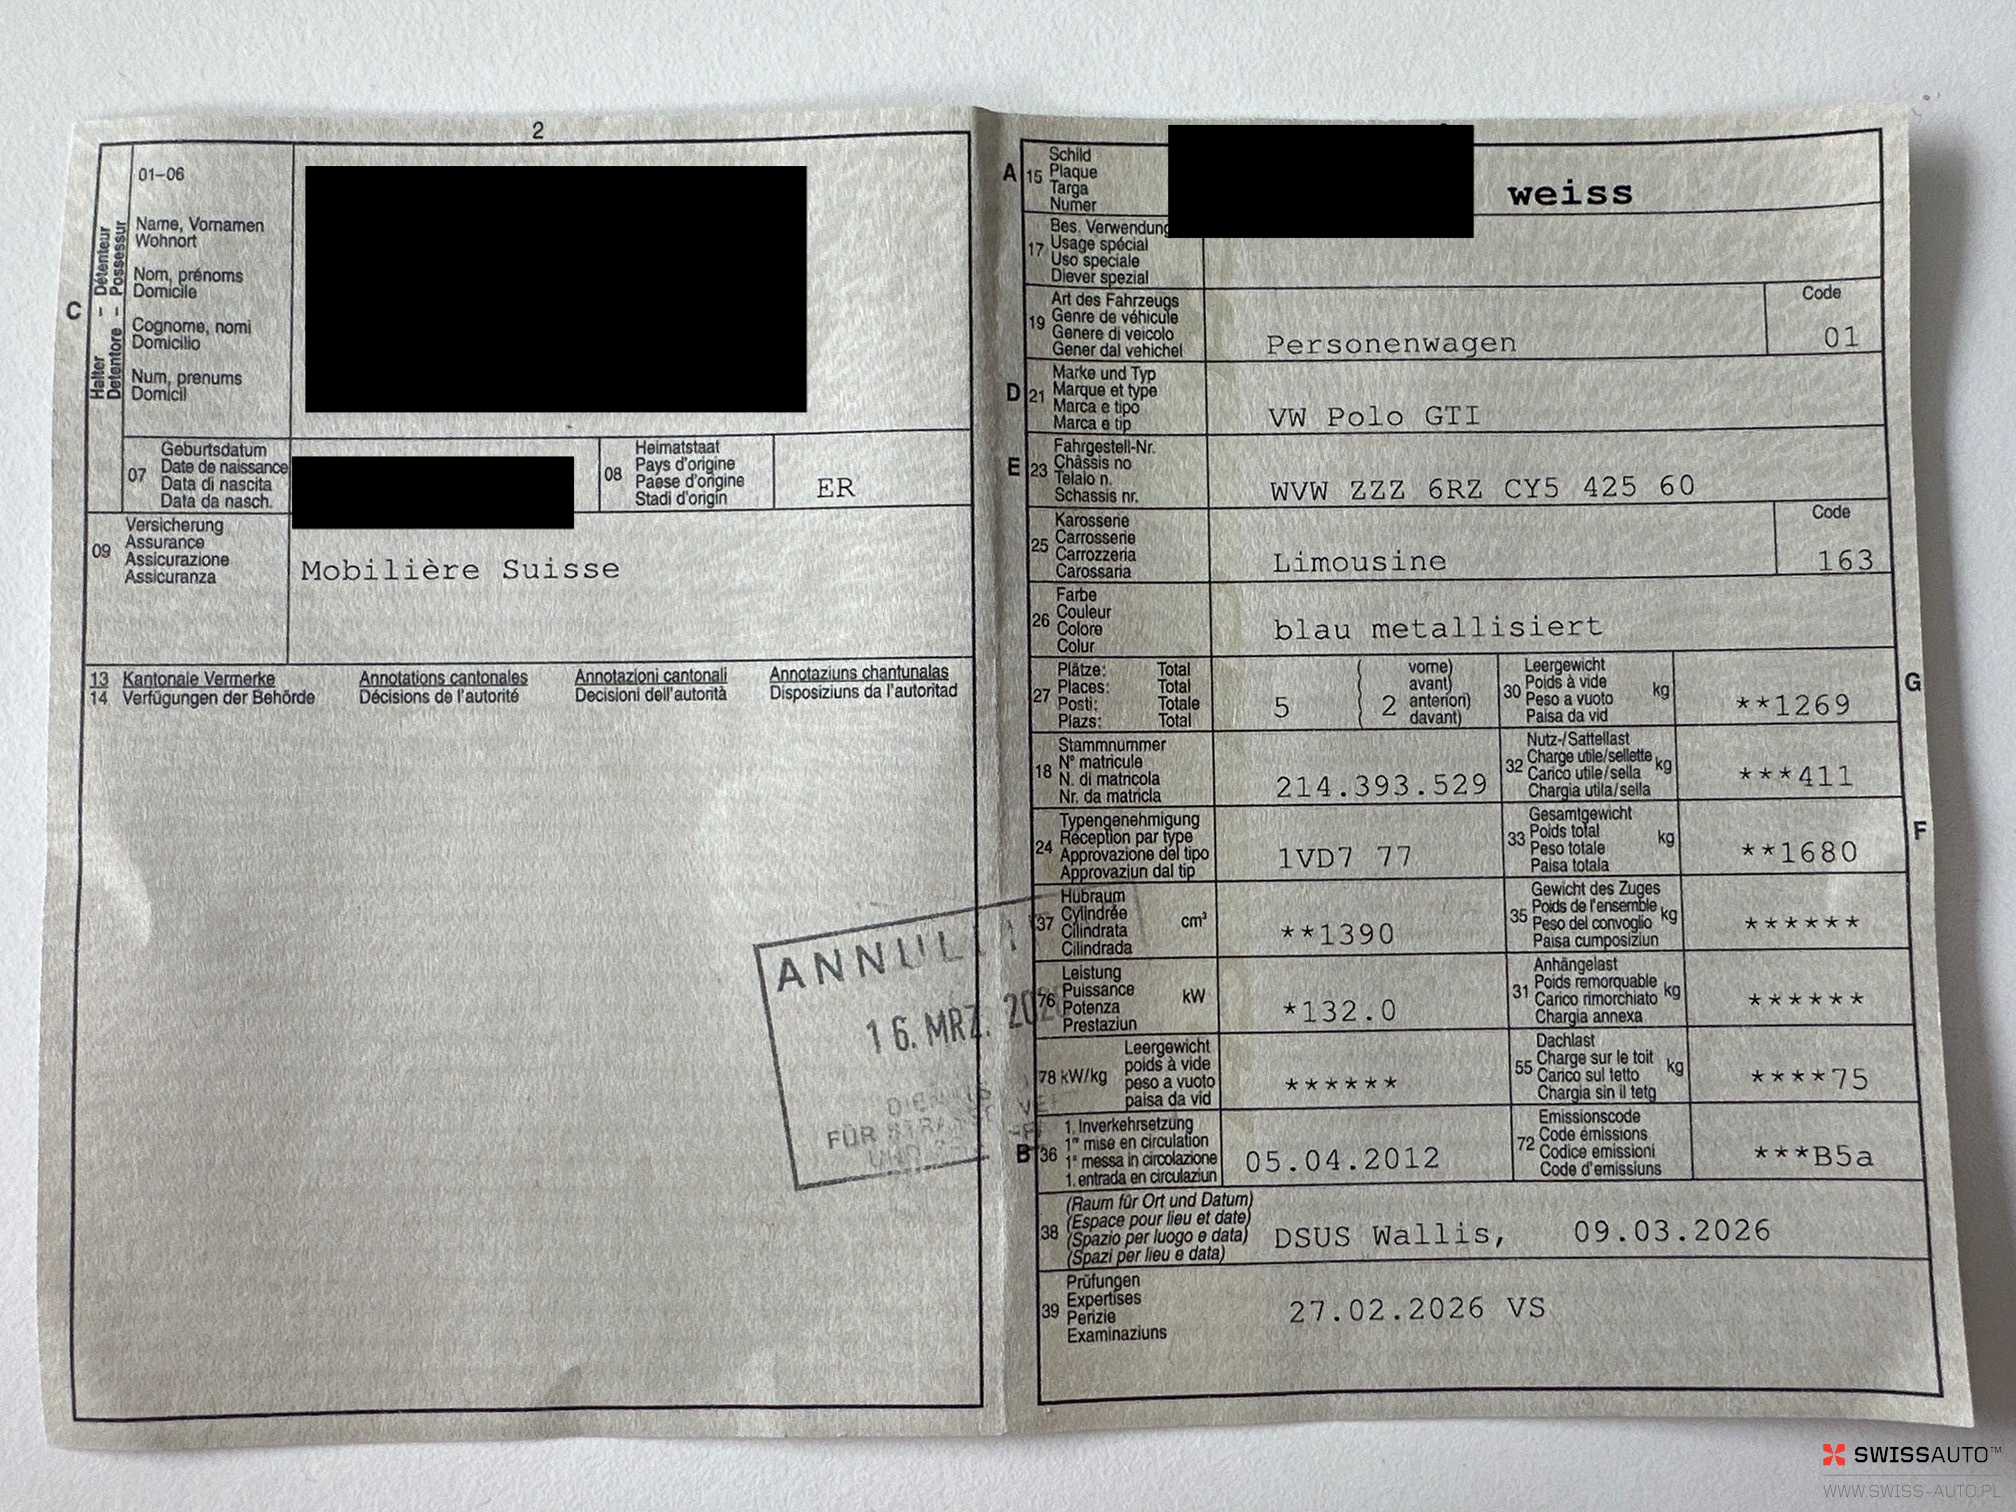 2
01-06
Halter – Détenteur
Detentore – Possessur
C
Name, Vornamen
Wohnort
Nom, prénoms
Domicile
Cognome, nomi
Domicilio
Num, prenums
Domicil
07
Geburtsdatum
Date de naissance
Data di nascita
Data da nasch.
08
Heimatstaat
Pays d'origine
Paese d'origine
Stadi d'origin
ER
09
Versicherung
Assurance
Assicurazione
Assicuranza
Mobilière Suisse
13 Kantonale Vermerke Annotations cantonales Annotazioni cantonali Annotaziuns chantunalas
14 Verfügungen der Behörde Décisions de l'autorité Decisioni dell'autorità Disposiziuns da l'autoritad
16. MRZ.
FÜR
A
15
Schild
Plaque
Targa
Numer
weiss
17
Bes. Verwendung
Usage spécial
Uso speciale
Diever spezial
19
Art des Fahrzeugs
Genre de véhicule
Genere di veicolo
Gener dal vehichel
Personenwagen
Code
01
D
21
Marke und Typ
Marque et type
Marca e tipo
Marca e tip
VW Polo GTI
E
23
Fahrgestell-Nr.
Châssis no
Telaio n.
Schassis nr.
WVW ZZZ 6RZ CY5 425 60
25
Karosserie
Carrosserie
Carrozzeria
Carossaria
Limousine
Code
163
26
Farbe
Couleur
Colore
Colur
blau metallisiert
27
Plätze: Total
Places: Total
Posti: Totale
Plazs: Total
5
2
vorne)
avant)
anteriori)
davant)
30
Leergewicht
Poids à vide
Peso a vuoto
Paisa da vid
kg
**1269
G
18
Stammnummer
N° matricule
N. di matricola
Nr. da matricla
214.393.529
32
Nutz-/Sattellast
Charge utile/sellette
Carico utile/sella
Chargia utila/sella
kg
***411
24
Typengenehmigung
Réception par type
Approvazione del tipo
Approvaziun dal tip
1VD7 77
33
Gesamtgewicht
Poids total
Peso totale
Paisa totala
kg
**1680
F
37
Hubraum
Cylindrée
Cilindrata
Cilindrada
cm³
**1390
35
Gewicht des Zuges
Poids de l'ensemble
Peso del convoglio
Paisa cumposiziun
kg
******
76
Leistung
Puissance
Potenza
Prestaziun
kW
*132.0
31
Anhängelast
Poids remorquable
Carico rimorchiato
Chargia annexa
kg
******
78 kW/kg
Leergewicht
poids à vide
peso a vuoto
paisa da vid
******
55
Dachlast
Charge sur le toit
Carico sul tetto
Chargia sin il tetg
kg
****75
B
36
1. Inverkehrsetzung
1re mise en circulation
1a messa in circolazione
1. entrada en circulaziun
05.04.2012
72
Emissionscode
Code émissions
Codice emissioni
Code d'emissiuns
***B5a
38
(Raum für Ort und Datum)
(Espace pour lieu et date)
(Spazio per luogo e data)
(Spazi per lieu e data)
DSUS Wallis, 09.03.2026
39
Prüfungen
Expertises
Perizie
Examinaziuns
27.02.2026 VS
SWISSAUTO™
WWW.SWISS-AUTO.PL